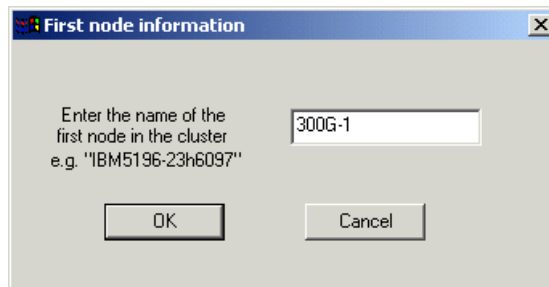 First node information
Enter the name of the
first node in the cluster
e.g. "IBM5196-23h6097"
300G-1
OK
Cancel